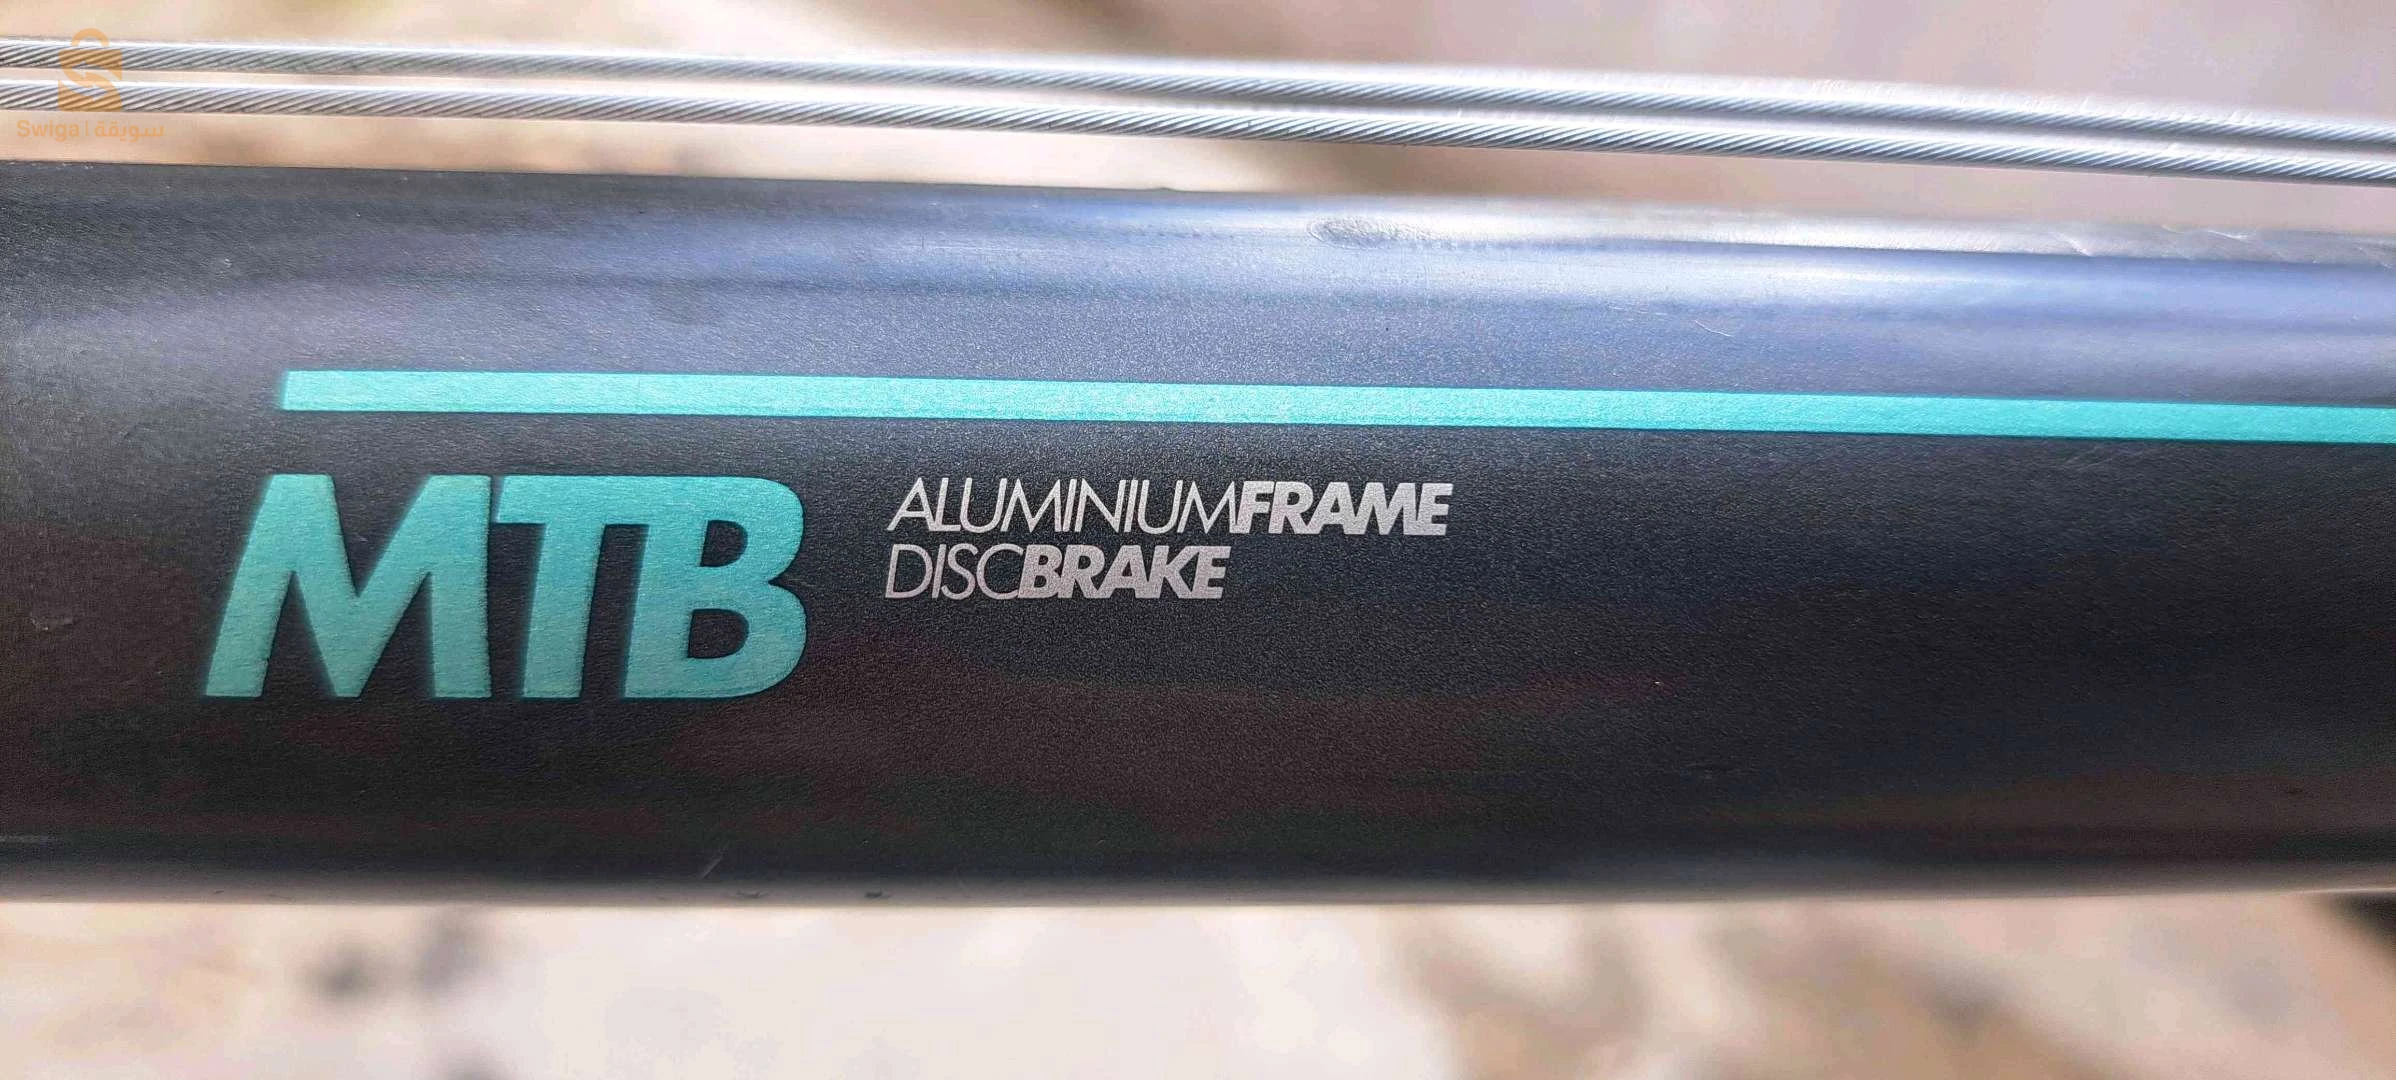 Swiga | سويقة
MTB
ALUMINIUMFRAME
DISCBRAKE